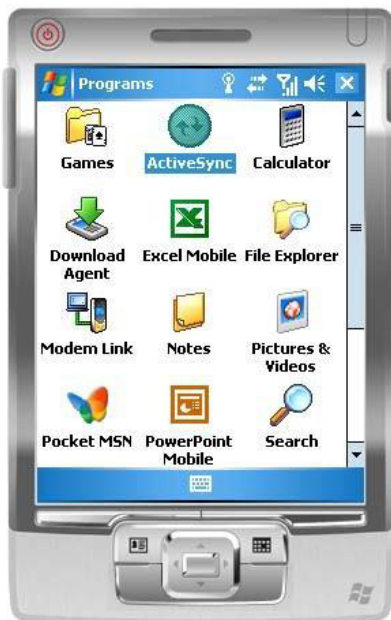 Programs
Games
ActiveSync
Calculator
Download
Agent
Excel Mobile
File Explorer
Modem Link
Notes
Pictures &
Videos
Pocket MSN
PowerPoint
Mobile
Search